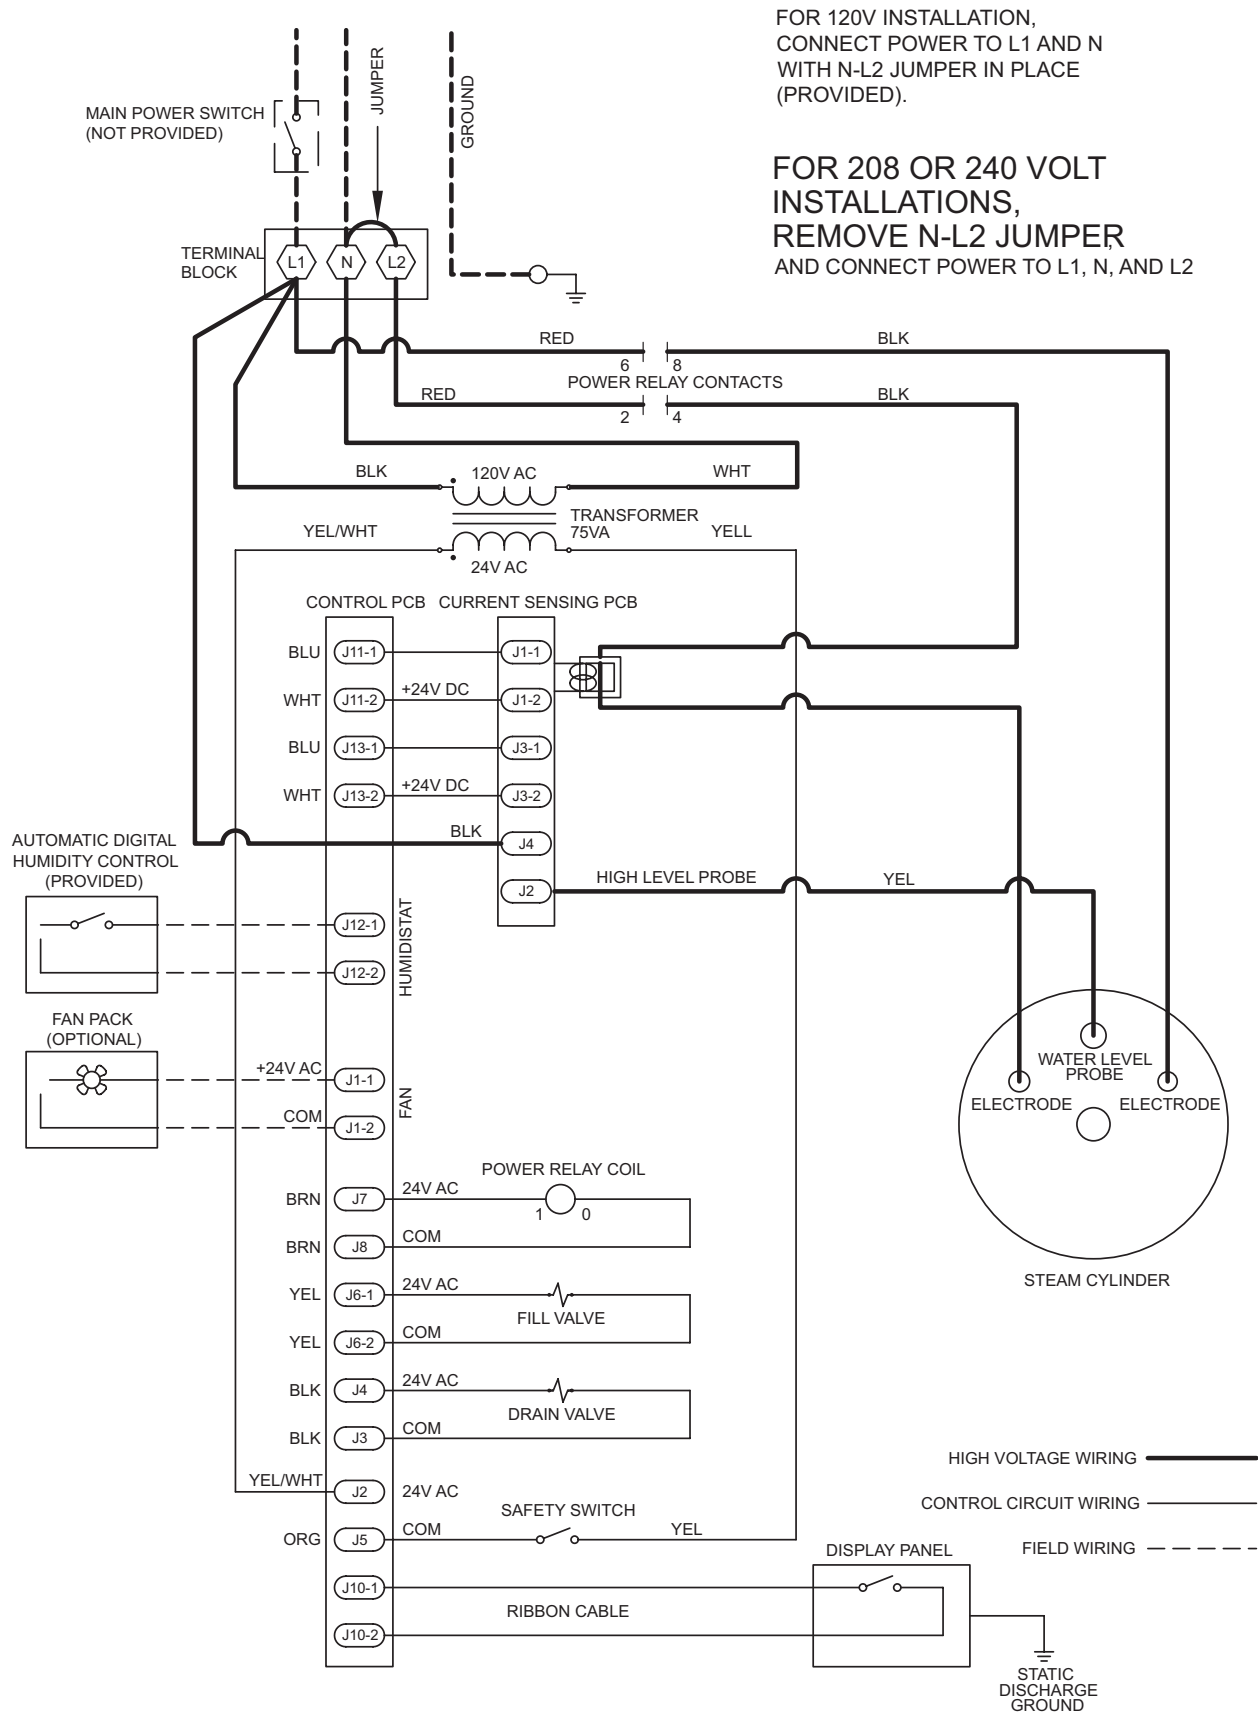 FOR 120V INSTALLATION,
CONNECT POWER TO L1 AND N
WITH N-L2 JUMPER IN PLACE
(PROVIDED).
FOR 208 OR 240 VOLT
INSTALLATIONS,
REMOVE N-L2 JUMPER
AND CONNECT POWER TO L1, N, AND L2
JUMPER
GROUND
MAIN POWER SWITCH
(NOT PROVIDED)
TERMINAL
BLOCK
L1
N
L2
RED
6
8
BLK
POWER RELAY CONTACTS
RED
2
4
BLK
BLK
120V AC
WHT
TRANSFORMER
75VA
YEL/WHT
24V AC
YELL
CONTROL PCB
CURRENT SENSING PCB
BLU
J11-1
J1-1
WHT
J11-2
+24V DC
J1-2
BLU
J13-1
J3-1
WHT
J13-2
+24V DC
J3-2
BLK
J4
HIGH LEVEL PROBE
J2
YEL
AUTOMATIC DIGITAL
HUMIDITY CONTROL
(PROVIDED)
J12-1
J12-2
HUMIDISTAT
FAN PACK
(OPTIONAL)
+24V AC
J1-1
COM
J1-2
FAN
WATER LEVEL
PROBE
ELECTRODE
ELECTRODE
STEAM CYLINDER
POWER RELAY COIL
BRN
J7
24V AC
1
0
BRN
J8
COM
YEL
J6-1
24V AC
FILL VALVE
YEL
J6-2
COM
BLK
J4
24V AC
DRAIN VALVE
BLK
J3
COM
YEL/WHT
J2
24V AC
SAFETY SWITCH
ORG
J5
COM
YEL
J10-1
RIBBON CABLE
J10-2
DISPLAY PANEL
STATIC
DISCHARGE
GROUND
HIGH VOLTAGE WIRING
CONTROL CIRCUIT WIRING
FIELD WIRING